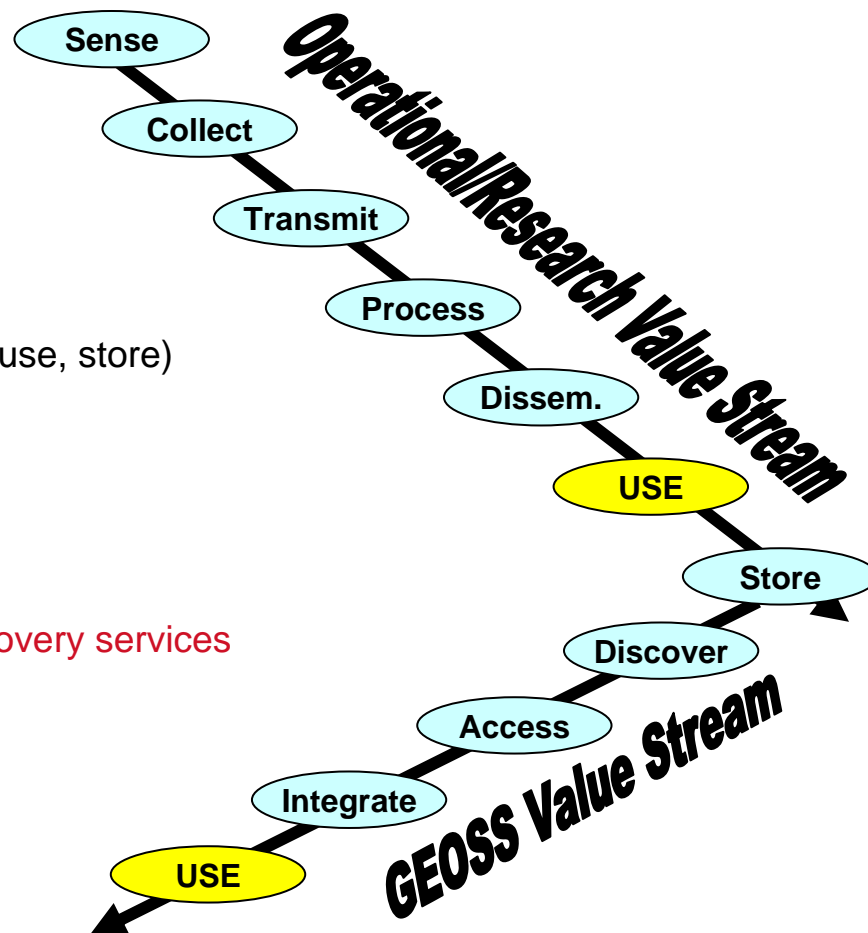 Sense
Operational/Research Value Stream
Collect
Transmit
Process
use, store)
Dissem.
USE
Store
overy services
Discover
Access
GEOSS Value Stream
Integrate
USE